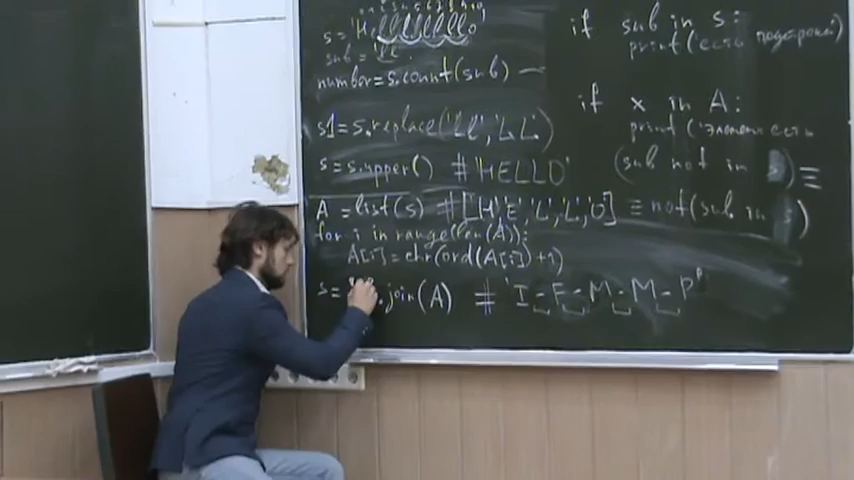 s = 'Hellllllo'
sub = 'll'
number = s.count(sub)
s1 = s.replace('ll', 'LL')
s = s.upper() # 'HELLO'
A = list(s) # ['H','E','L','L','O']
for i in range(len(A)):
A[i] = chr(ord(A[i])+1)
s = .join(A) # 'I_F_M_M_P'
if sub in s:
print('есть подстрока')
if x in A:
print('элемент есть
(sub not in s) ≡
≡ not(sub in s)